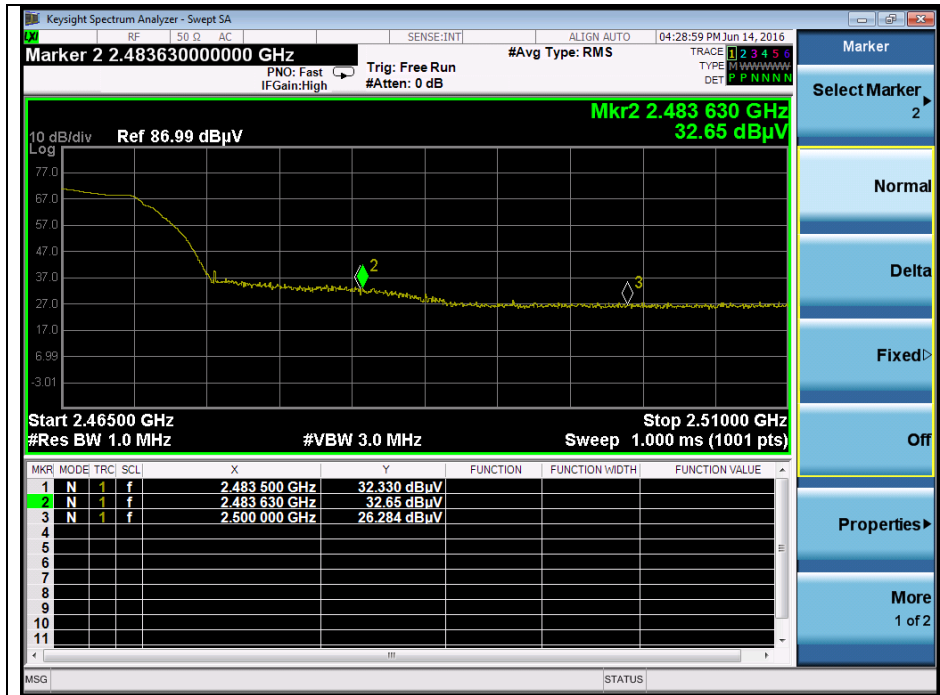 Keysight Spectrum Analyzer - Swept SA
LXI RF 50 Ω AC SENSE:INT ALIGN AUTO 04:28:59 PM Jun 14, 2016
Marker 2 2.483630000000 GHz
PNO: Fast
IFGain:High
Trig: Free Run
#Atten: 0 dB
#Avg Type: RMS
TRACE 1 2 3 4 5 6
TYPE M WWWWW
DET P P N N N N
Mkr2 2.483 630 GHz
32.65 dBµV
10 dB/div Ref 86.99 dBµV
Log
77.0
67.0
57.0
47.0
37.0
27.0
17.0
6.99
-3.01
2
3
Start 2.46500 GHz Stop 2.51000 GHz
#Res BW 1.0 MHz #VBW 3.0 MHz Sweep 1.000 ms (1001 pts)
MKR MODE TRC SCL X Y FUNCTION FUNCTION WIDTH FUNCTION VALUE
1 N 1 f 2.483 500 GHz 32.330 dBµV
2 N 1 f 2.483 630 GHz 32.65 dBµV
3 N 1 f 2.500 000 GHz 26.284 dBµV
4
5
6
7
8
9
10
11
MSG STATUS
Marker
Select Marker
2
Normal
Delta
Fixed
Off
Properties
More
1 of 2